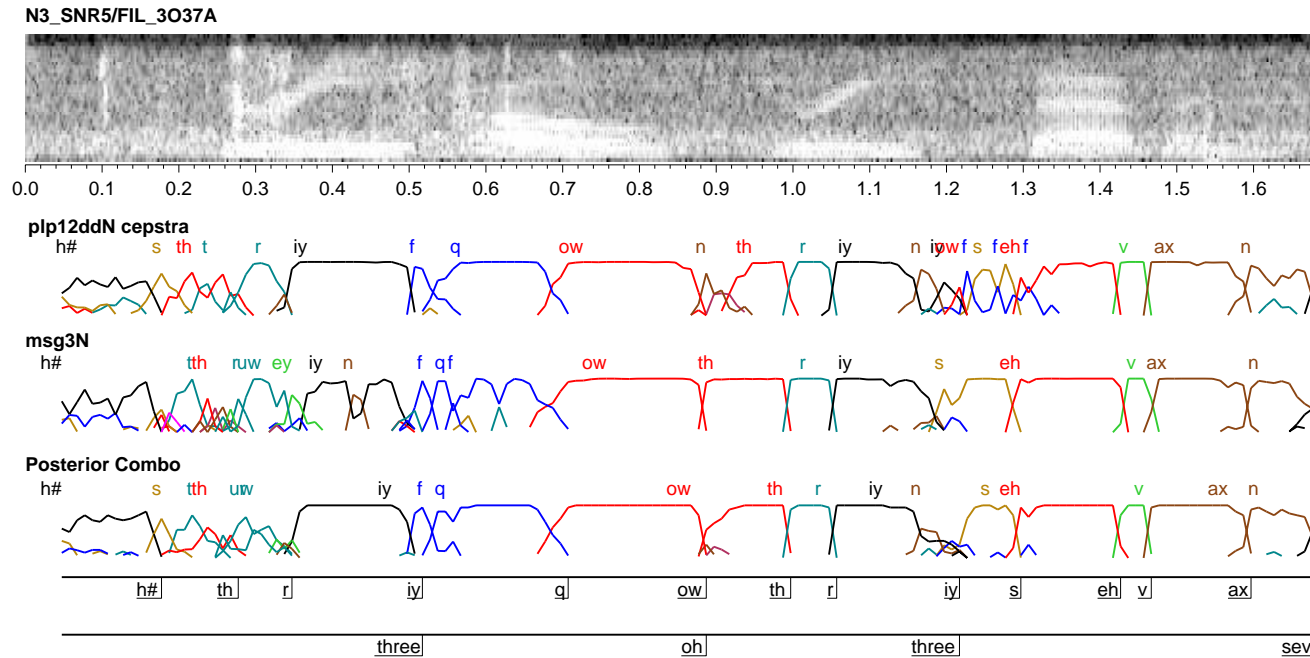 N3_SNR5/FIL_3O37A
0.0 0.1 0.2 0.3 0.4 0.5 0.6 0.7 0.8 0.9 1.0 1.1 1.2 1.3 1.4 1.5 1.6
plp12ddN cepstra
h# s th t r iy f q ow n th r iy n iy ow f s f eh f v ax n
msg3N
h# t th r uw ey iy n f q f ow th r iy s eh v ax n
Posterior Combo
h# s t th uw r iy f q ow th r iy n s eh v ax n
h# th r iy q ow th r iy s eh v ax
three oh three sev